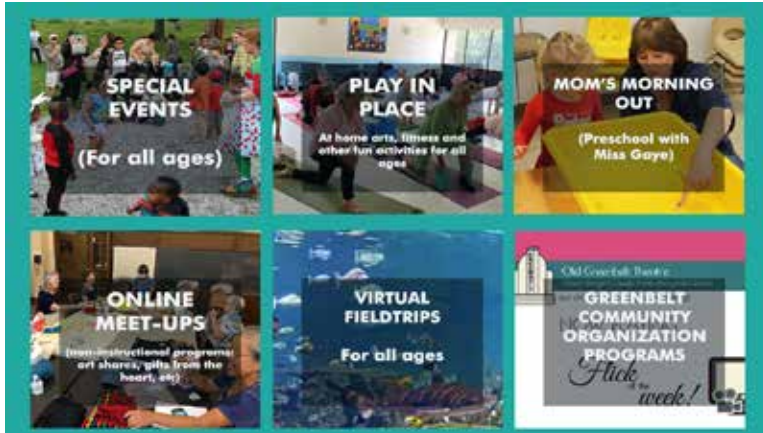 SPECIAL
EVENTS
(For all ages)
PLAY IN
PLACE
At home arts, fitness and
other fun activities for all
ages
MOM'S MORNING
OUT
(Preschool with
Miss Gaye)
ONLINE
MEET-UPS
(non-instructional programs:
art shares, gifts from the
heart, etc)
VIRTUAL
FIELDTRIPS
For all ages
Old Greenbelt Theatre
GREENBELT
COMMUNITY
ORGANIZATION
PROGRAMS
Flick
of the
week!